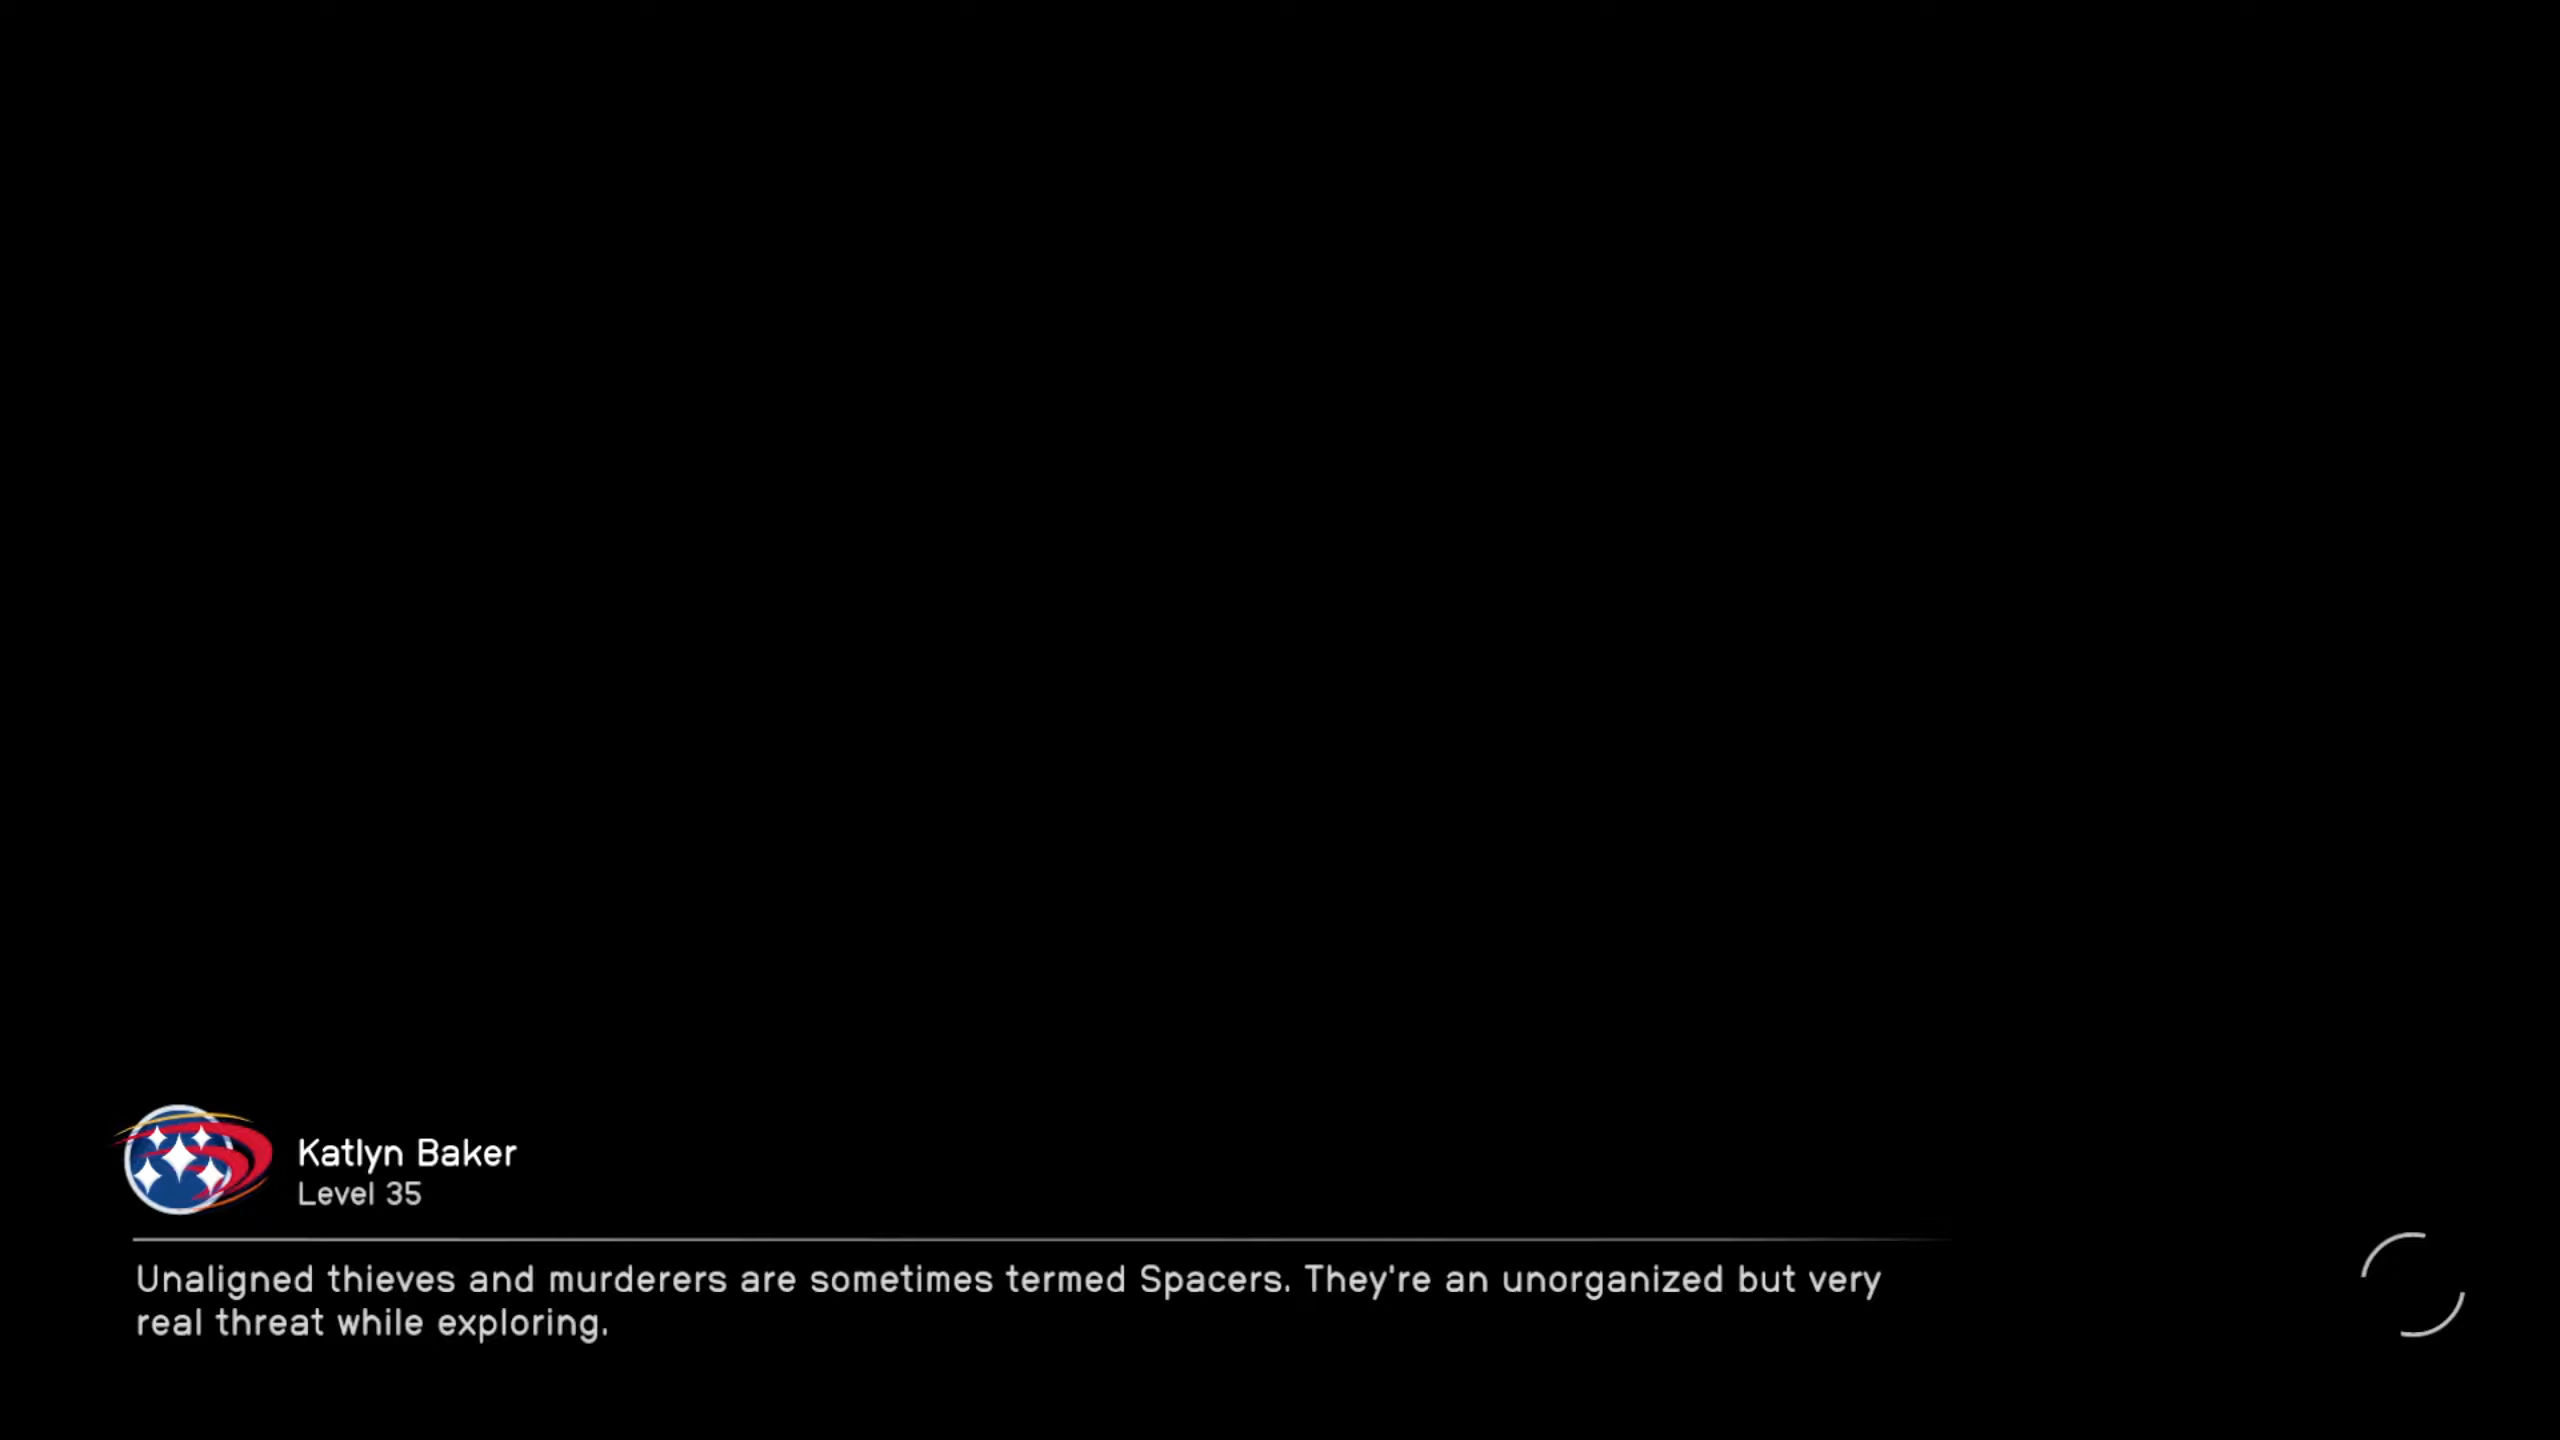 Katlyn Baker
Level 35
Unaligned thieves and murderers are sometimes termed Spacers. They're an unorganized but very
real threat while exploring.